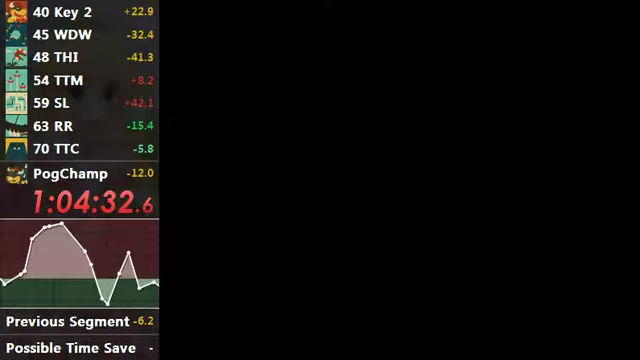 40 Key 2 +22.9
45 WDW -32.4
48 THI -41.3
54 TTM +8.2
59 SL +42.1
63 RR -15.4
70 TTC -5.8
PogChamp -12.0
1:04:32.6
Previous Segment -6.2
Possible Time Save -